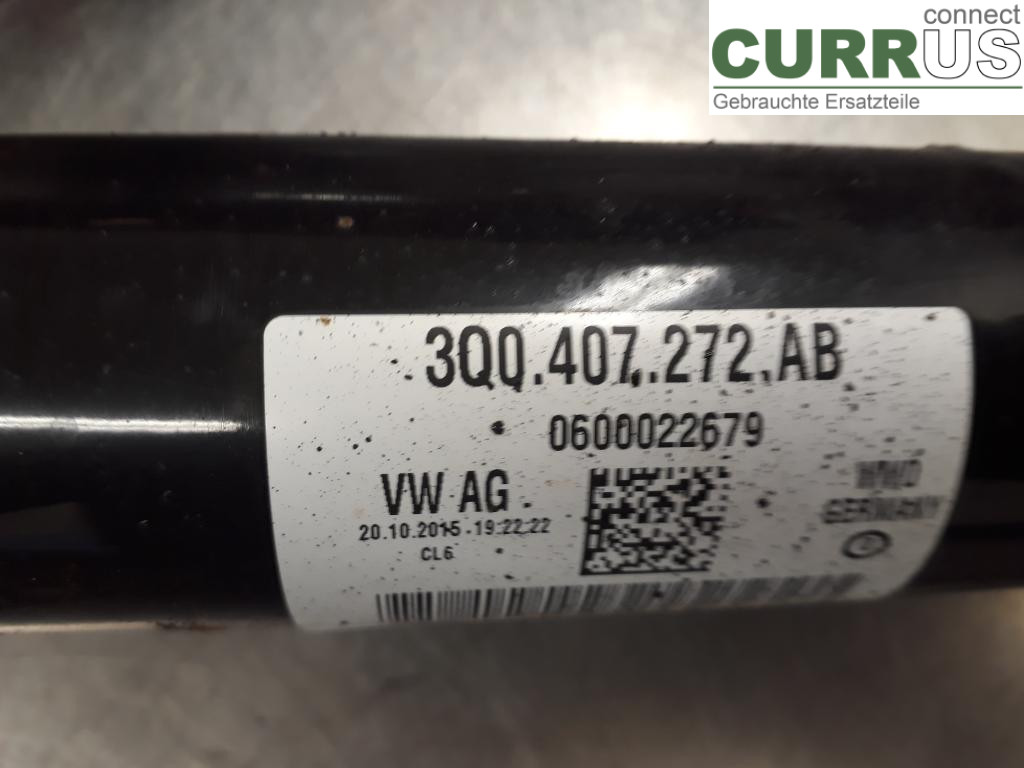 connect
CURRUS
Gebrauchte Ersatzteile
3Q0.407.272.AB
0600022679
VW AG
20.10.2015 19:22:22
CL6
GERMANY